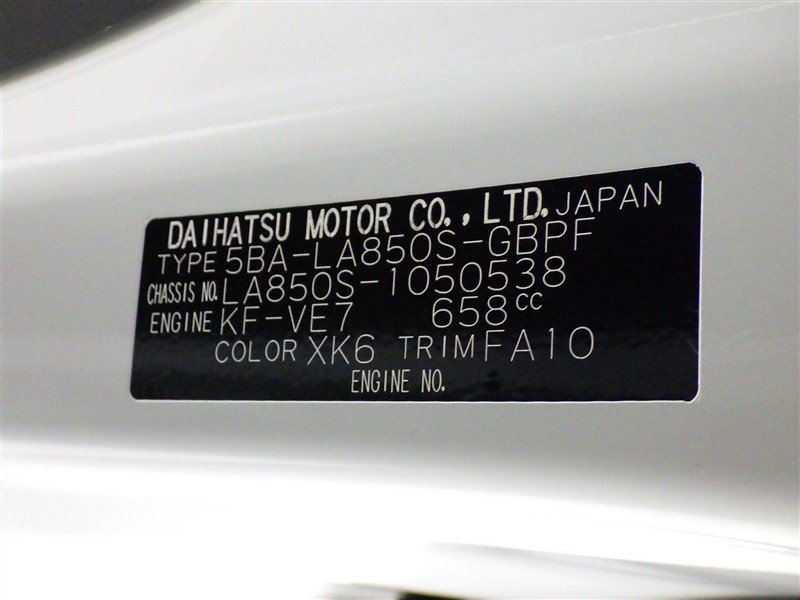 DAIHATSU MOTOR CO., LTD. JAPAN
TYPE 5BA-LA850S-GBPF
CHASSIS NO. LA850S-1050538
ENGINE KF-VE7 658cc
COLOR XK6 TRIM FA10
ENGINE NO.